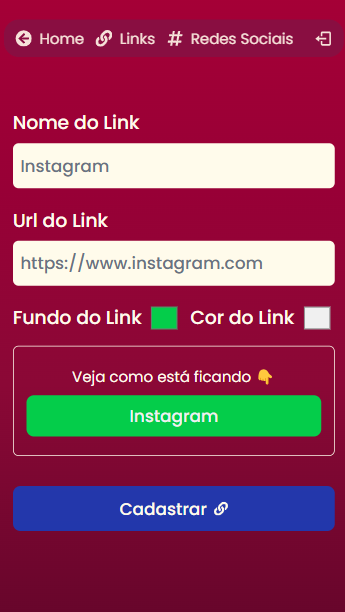 Home Links # Redes Sociais
Nome do Link
Instagram
Url do Link
https://www.instagram.com
Fundo do Link Cor do Link
Veja como está ficando 👇
Instagram
Cadastrar